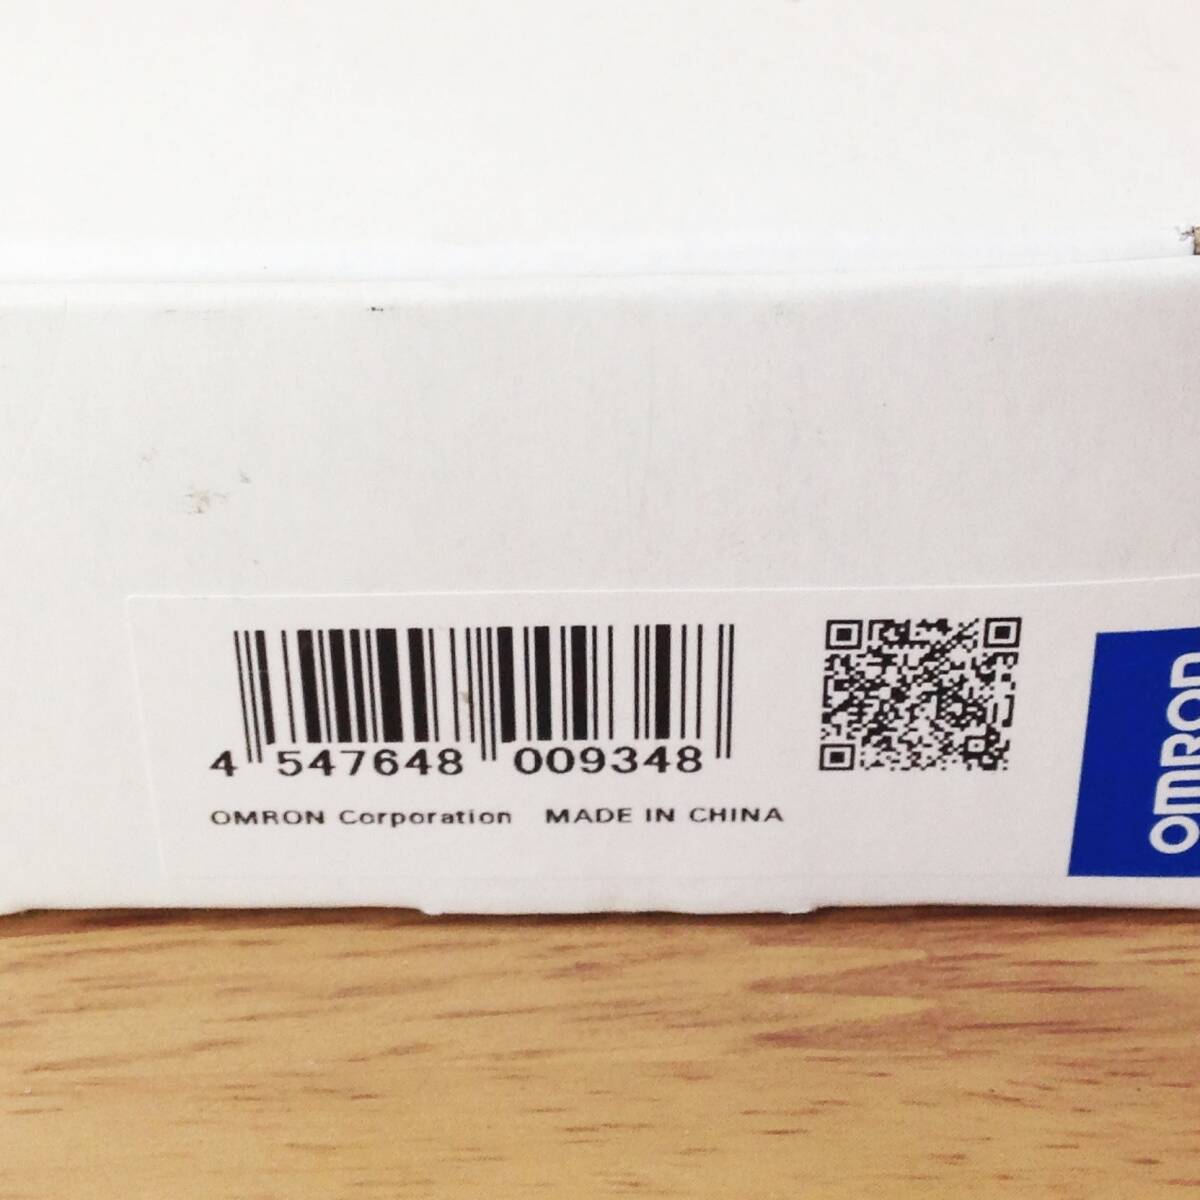 4 547648 009348
OMRON Corporation MADE IN CHINA
OMRON